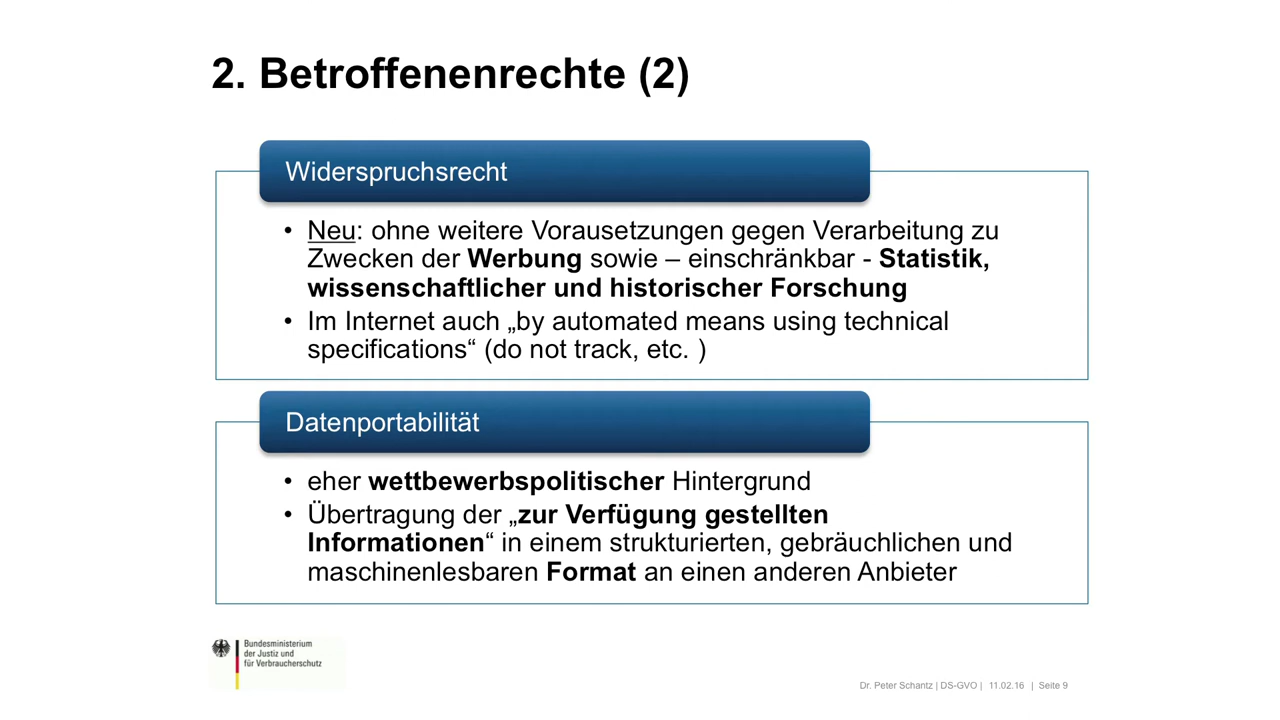 2. Betroffenenrechte (2)
Widerspruchsrecht
• Neu: ohne weitere Vorausetzungen gegen Verarbeitung zu
Zwecken der Werbung sowie – einschränkbar - Statistik,
wissenschaftlicher und historischer Forschung
• Im Internet auch „by automated means using technical
specifications“ (do not track, etc. )
Datenportabilität
• eher wettbewerbspolitischer Hintergrund
• Übertragung der „zur Verfügung gestellten
Informationen“ in einem strukturierten, gebräuchlichen und
maschinenlesbaren Format an einen anderen Anbieter
Bundesministerium
der Justiz und
für Verbraucherschutz
Dr. Peter Schantz | DS-GVO | 11.02.16 | Seite 9